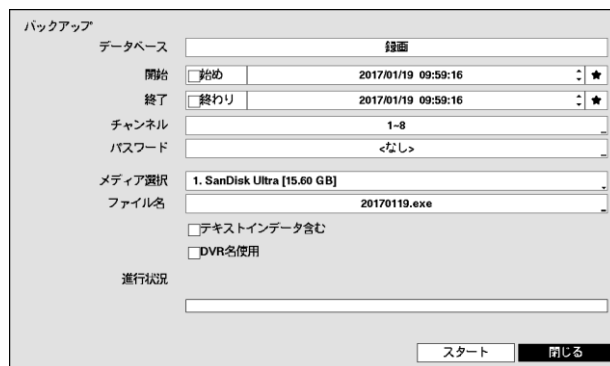 バックアップ
データベース 録画
開始 始め 2017/01/19 09:59:16 ★
終了 終わり 2017/01/19 09:59:16 ★
チャンネル 1-8
パスワード <なし>
メディア選択 1. SanDisk Ultra [15.60 GB]
ファイル名 20170119.exe
テキストインデータ含む
DVR名使用
進行状況
スタート 閉じる